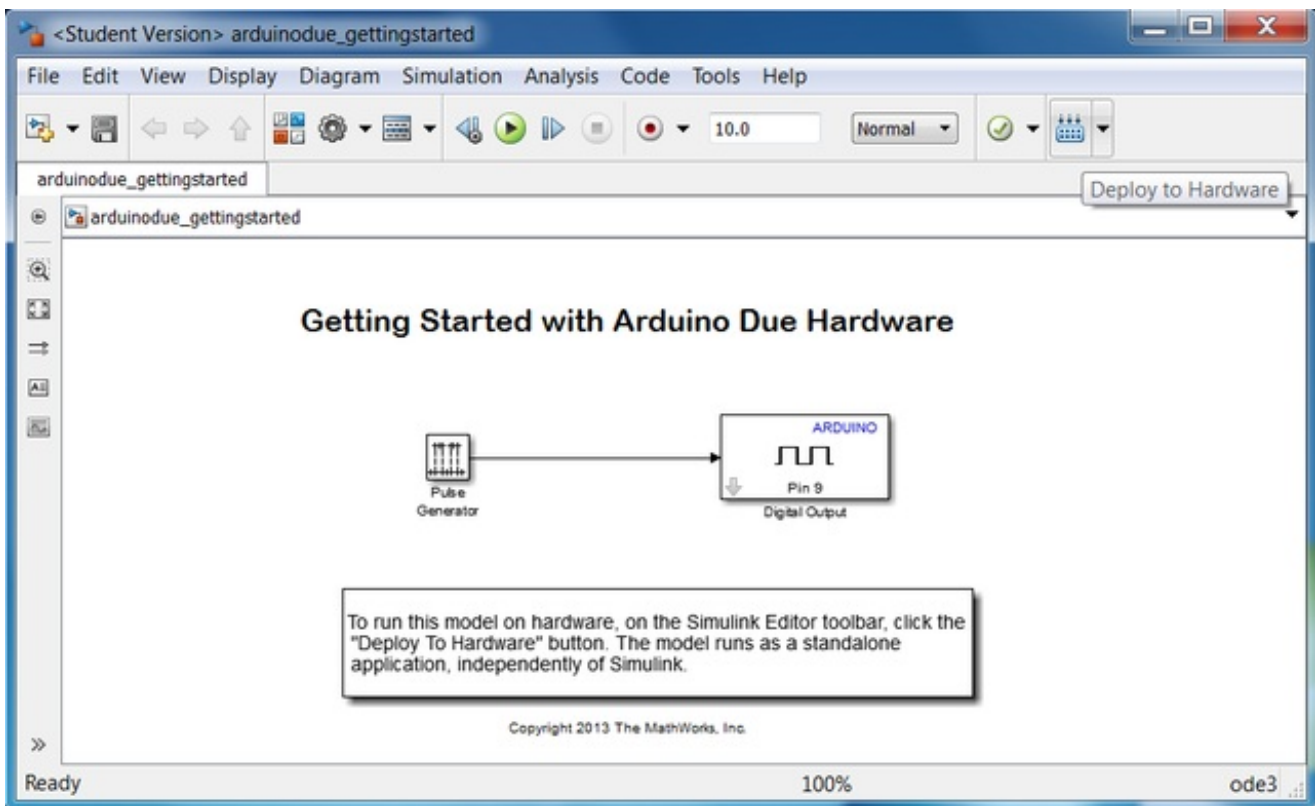 <Student Version> arduinodue_gettingstarted
File Edit View Display Diagram Simulation Analysis Code Tools Help
10.0 Normal
arduinodue_gettingstarted
Deploy to Hardware
arduinodue_gettingstarted
Getting Started with Arduino Due Hardware
ARDUINO
Pin 9
Pulse
Generator
Digital Output
To run this model on hardware, on the Simulink Editor toolbar, click the
"Deploy To Hardware" button. The model runs as a standalone
application, independently of Simulink.
Copyright 2013 The MathWorks, Inc.
Ready 100% ode3